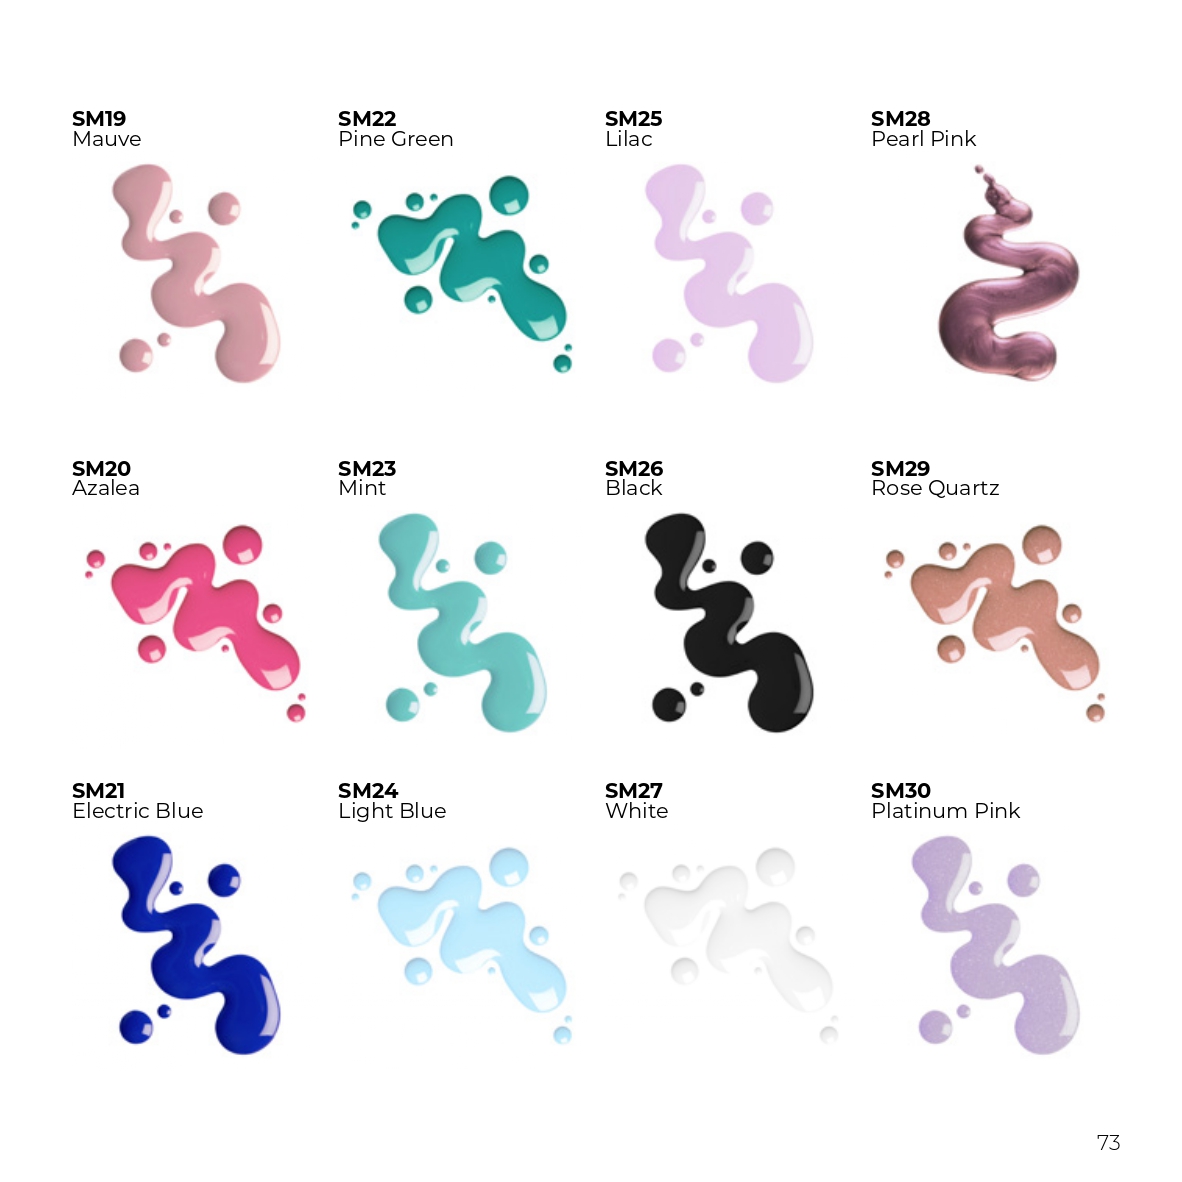 SM19
Mauve
SM22
Pine Green
SM25
Lilac
SM28
Pearl Pink
SM20
Azalea
SM23
Mint
SM26
Black
SM29
Rose Quartz
SM21
Electric Blue
SM24
Light Blue
SM27
White
SM30
Platinum Pink
73